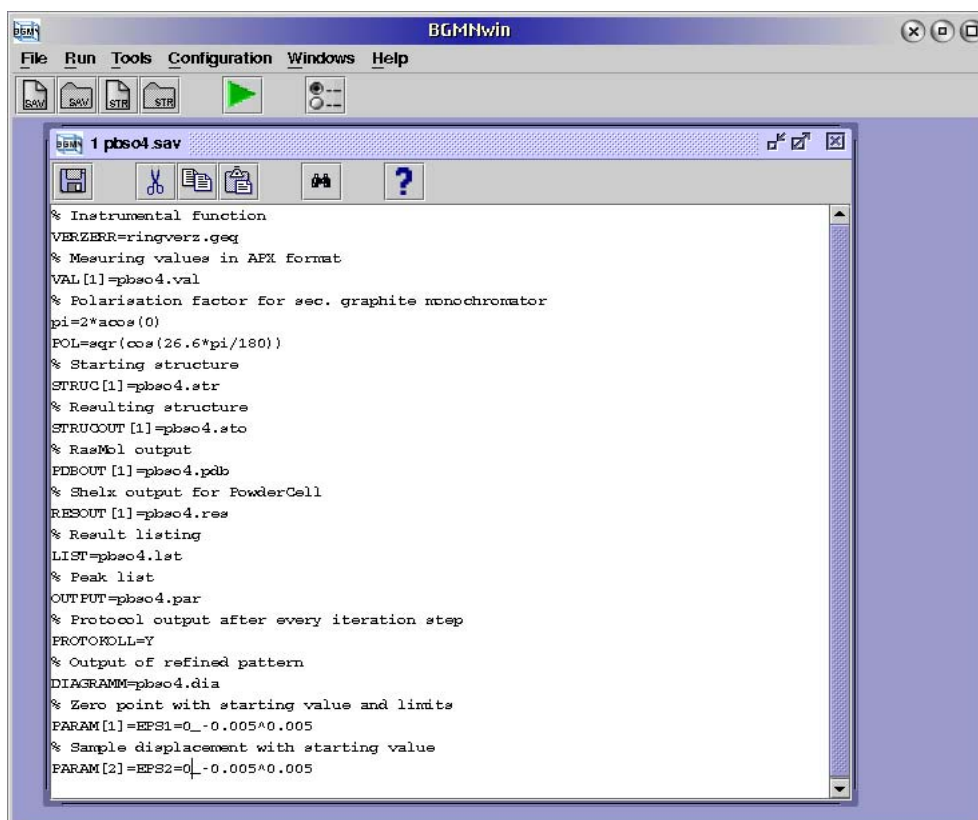 BGMN
BGMNwin
File Run Tools Configuration Windows Help
SAV SAV STR STR
BGMN 1 pbso4.sav
?
% Instrumental function
VERZERR=ringverz.geq
% Mesuring values in APX format
VAL[1]=pbso4.val
% Polarisation factor for sec. graphite monochromator
pi=2*acos(0)
POL=sqr(cos(26.6*pi/180))
% Starting structure
STRUC[1]=pbso4.str
% Resulting structure
STRUCOUT[1]=pbso4.sto
% RasMol output
PDBOUT[1]=pbso4.pdb
% Shelx output for PowderCell
RESOUT[1]=pbso4.res
% Result listing
LIST=pbso4.lst
% Peak list
OUTPUT=pbso4.par
% Protocol output after every iteration step
PROTOKOLL=Y
% Output of refined pattern
DIAGRAMM=pbso4.dia
% Zero point with starting value and limits
PARAM[1]=EPS1=0_-0.005^0.005
% Sample displacement with starting value
PARAM[2]=EPS2=0_-0.005^0.005